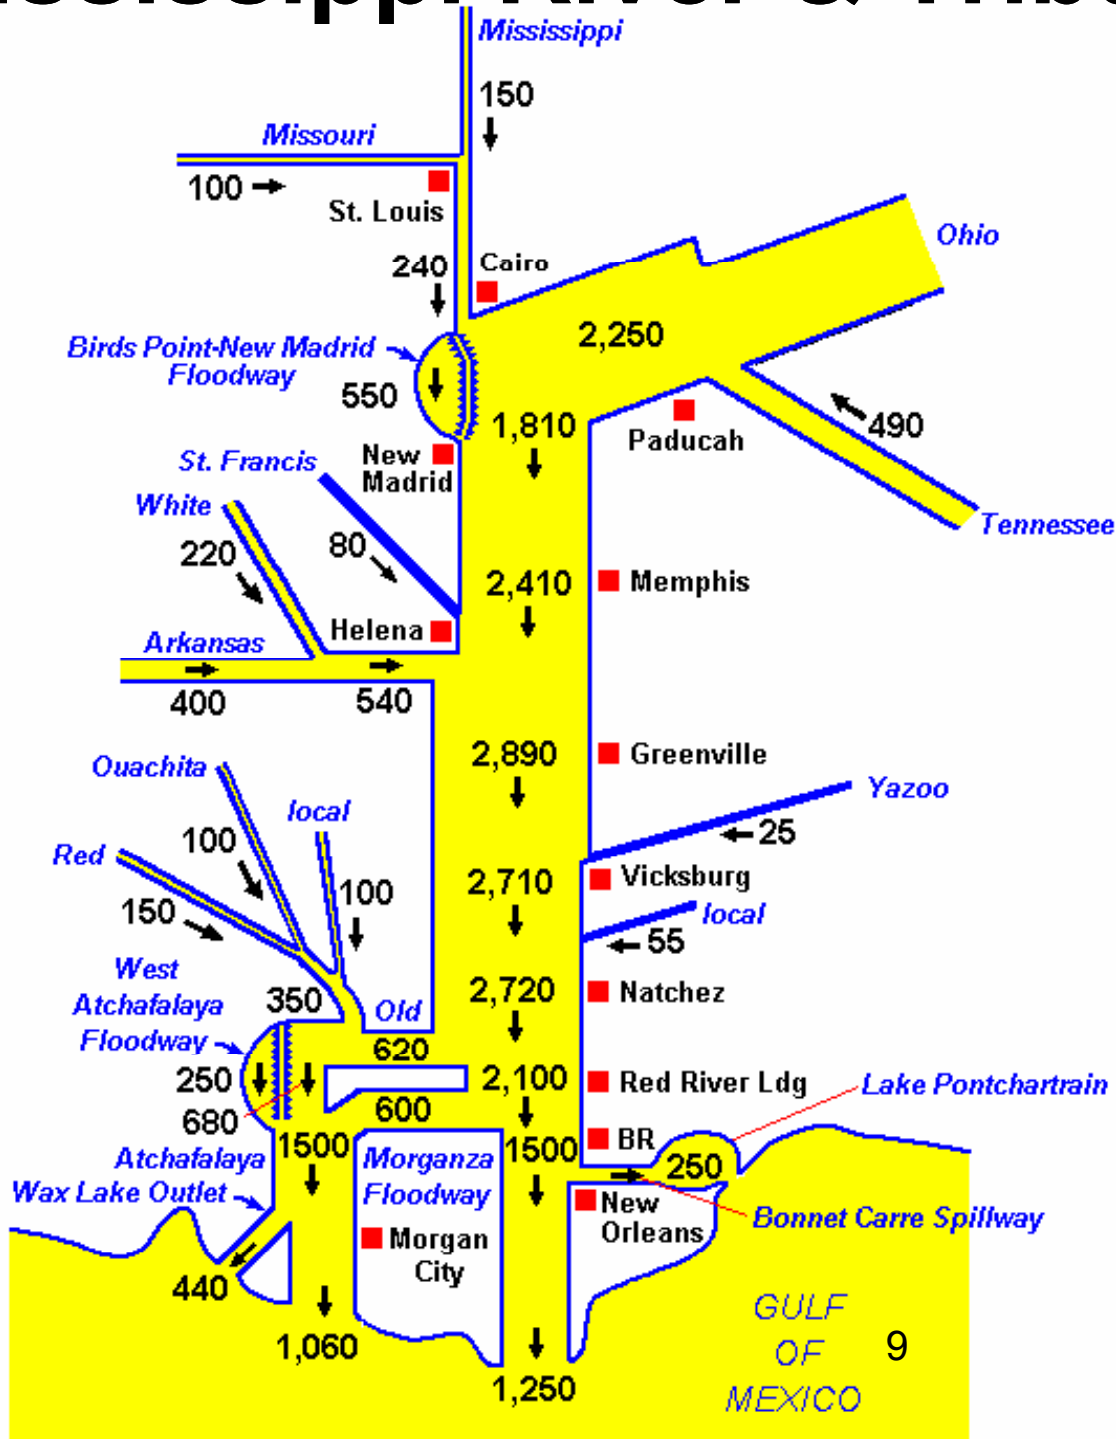 Mississippi
150
Missouri
100
St. Louis
Ohio
240
Cairo
2,250
Birds Point-New Madrid
Floodway
550
1,810
490
Paducah
New
Madrid
St. Francis
White
Tennessee
220
80
2,410
Memphis
Helena
Arkansas
400
540
2,890
Greenville
Ouachita
Yazoo
local
25
100
Red
2,710
Vicksburg
100
150
local
55
West
Atchafalaya
Floodway
350
Old
2,720
Natchez
620
250
2,100
Red River Ldg
Lake Pontchartrain
600
680
1500
1500
BR
Atchafalaya
Morganza
Floodway
250
Wax Lake Outlet
New
Orleans
Bonnet Carre Spillway
Morgan
City
440
GULF
OF
MEXICO
9
1,060
1,250